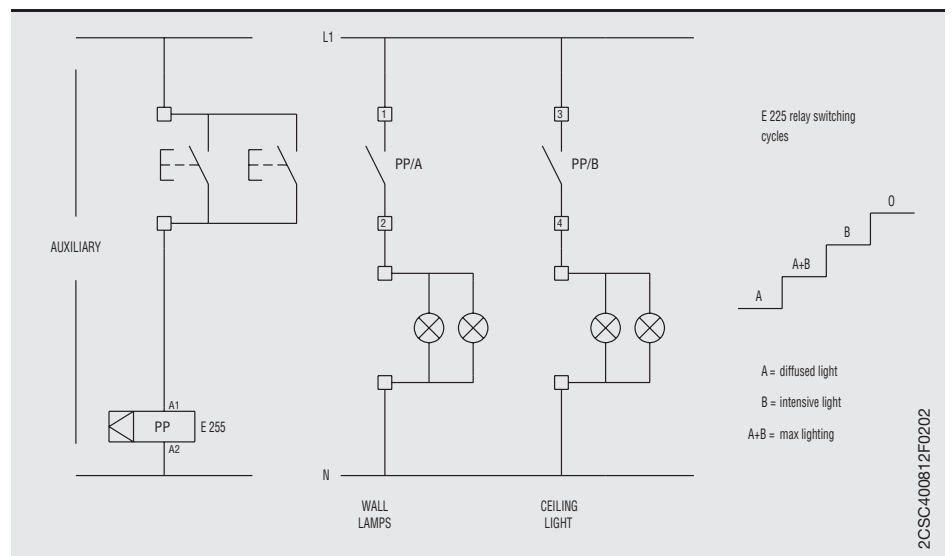 L1
1
3
PP/A
PP/B
2
4
AUXILIARY
A1
PP
E 255
A2
N
WALL
LAMPS
CEILING
LIGHT
E 225 relay switching
cycles
O
B
A+B
A
A = diffused light
B = intensive light
A+B = max lighting
2CSC400812F0202